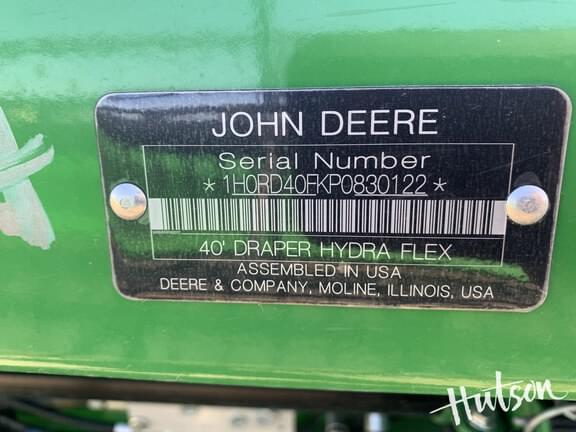 JOHN DEERE
Serial Number
*1H0RD40FKP0830122*
40' DRAPER HYDRA FLEX
ASSEMBLED IN USA
DEERE & COMPANY, MOLINE, ILLINOIS, USA
Hutson